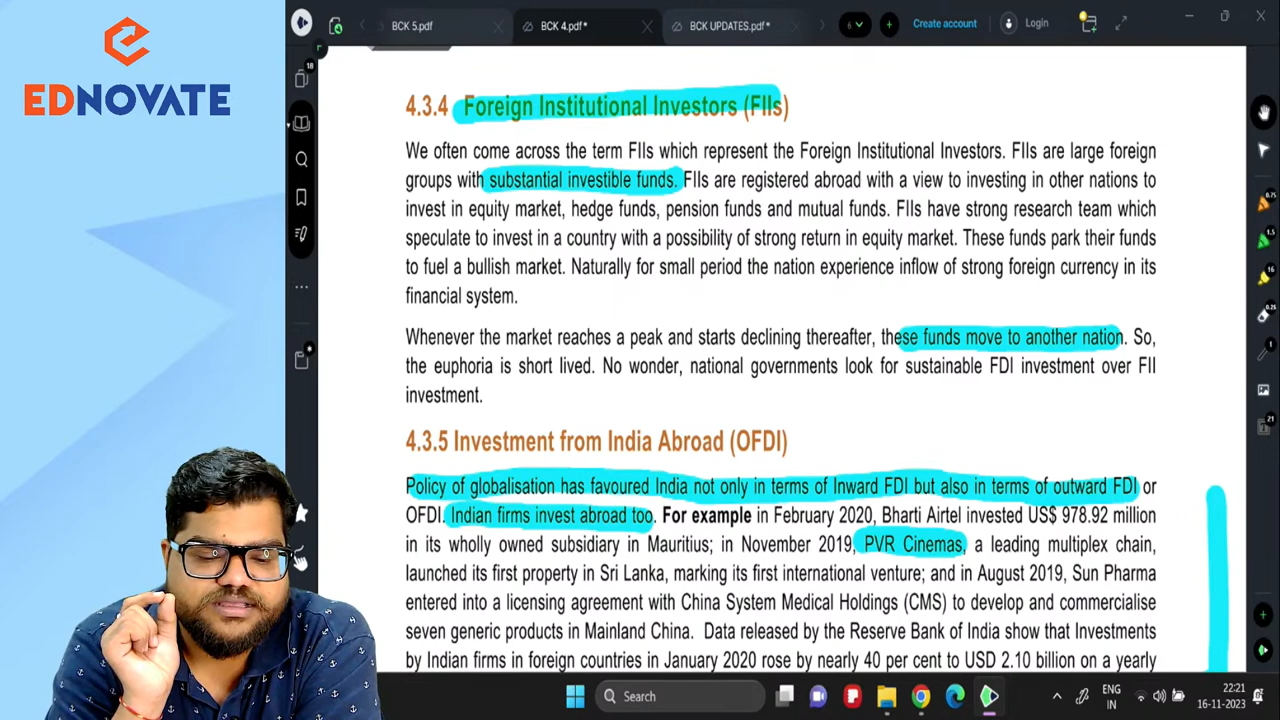 EDNOVATE
BCK 5.pdf
BCK 4.pdf*
BCK UPDATES.pdf*
6
Create account
Login
18
4.3.4 Foreign Institutional Investors (FIIs)
We often come across the term FIIs which represent the Foreign Institutional Investors. FIIs are large foreign
groups with substantial investible funds. FIIs are registered abroad with a view to investing in other nations to
invest in equity market, hedge funds, pension funds and mutual funds. FIIs have strong research team which
speculate to invest in a country with a possibility of strong return in equity market. These funds park their funds
to fuel a bullish market. Naturally for small period the nation experience inflow of strong foreign currency in its
financial system.
Whenever the market reaches a peak and starts declining thereafter, these funds move to another nation. So,
the euphoria is short lived. No wonder, national governments look for sustainable FDI investment over FII
investment.
4.3.5 Investment from India Abroad (OFDI)
Policy of globalisation has favoured India not only in terms of Inward FDI but also in terms of outward FDI or
OFDI. Indian firms invest abroad too. For example in February 2020, Bharti Airtel invested US$ 978.92 million
in its wholly owned subsidiary in Mauritius; in November 2019, PVR Cinemas, a leading multiplex chain,
launched its first property in Sri Lanka, marking its first international venture; and in August 2019, Sun Pharma
entered into a licensing agreement with China System Medical Holdings (CMS) to develop and commercialise
seven generic products in Mainland China. Data released by the Reserve Bank of India show that Investments
by Indian firms in foreign countries in January 2020 rose by nearly 40 per cent to USD 2.10 billion on a yearly
0.75
1.5
16
0.25
1
21
Search
ENG
IN
22:21
16-11-2023